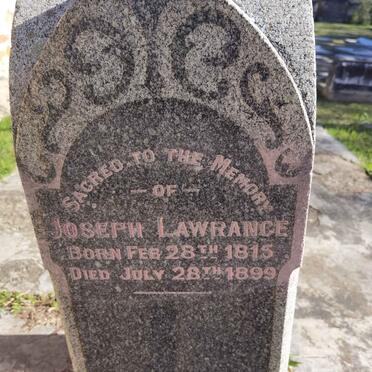 SACRED TO THE MEMORY
— OF —
JOSEPH LAWRANCE
BORN FEB 28TH 1815
DIED JULY 28TH 1899